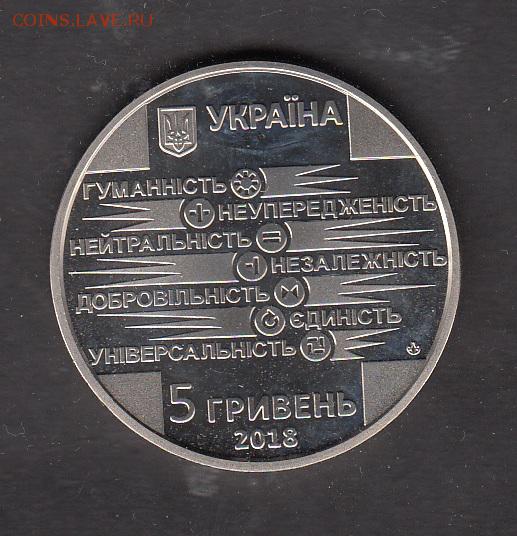 COINS.LAVE.RU
УКРАЇНА
ГУМАННІСТЬ
НЕУПЕРЕДЖЕНІСТЬ
НЕЙТРАЛЬНІСТЬ
НЕЗАЛЕЖНІСТЬ
ДОБРОВІЛЬНІСТЬ
ЄДИНІСТЬ
УНІВЕРСАЛЬНІСТЬ
5 ГРИВЕНЬ
2018